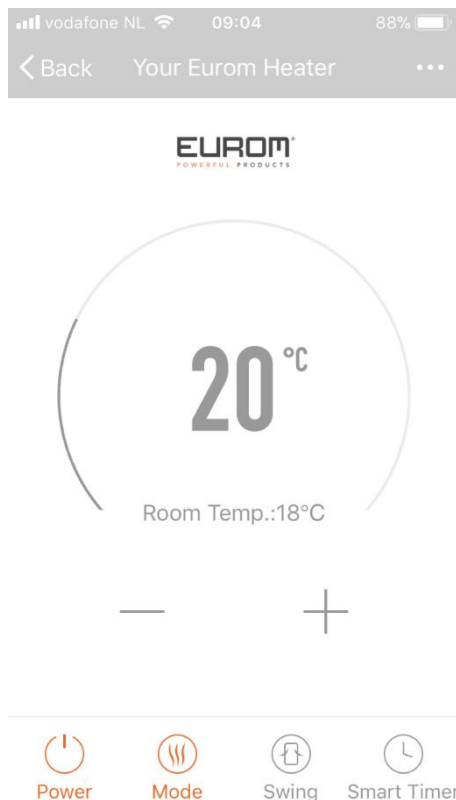 vodafone NL 09:04 88%
Back Your Eurom Heater
EUROM
POWERFUL PRODUCTS
20 °C
Room Temp.:18°C
Power Mode Swing Smart Timer